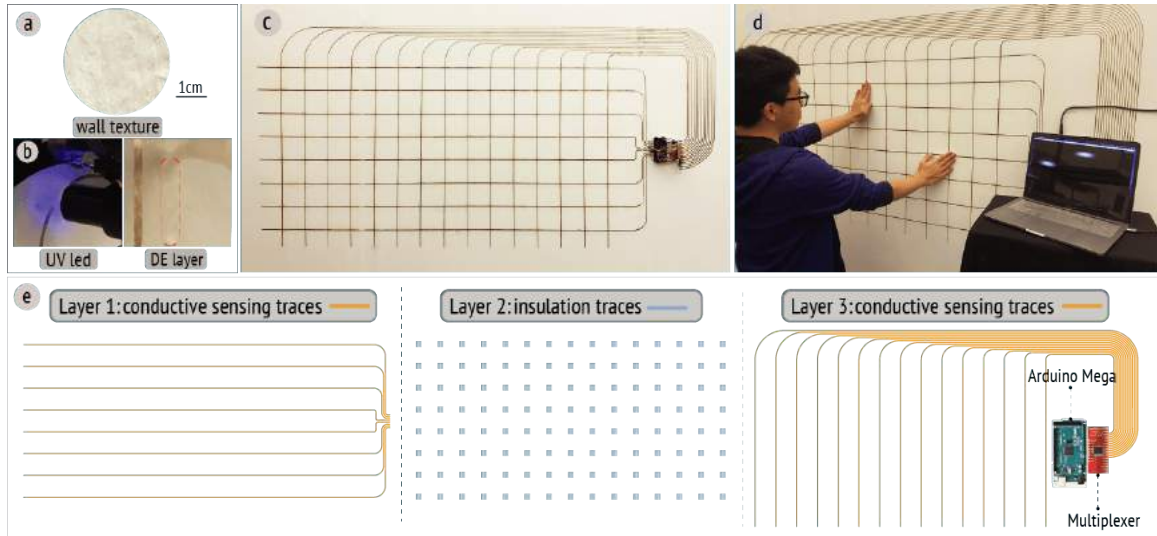 a
1cm
wall texture
b
UV led
DE layer
c
d
e
Layer 1:conductive sensing traces
Layer 2:insulation traces
Layer 3:conductive sensing traces
Arduino Mega
Multiplexer